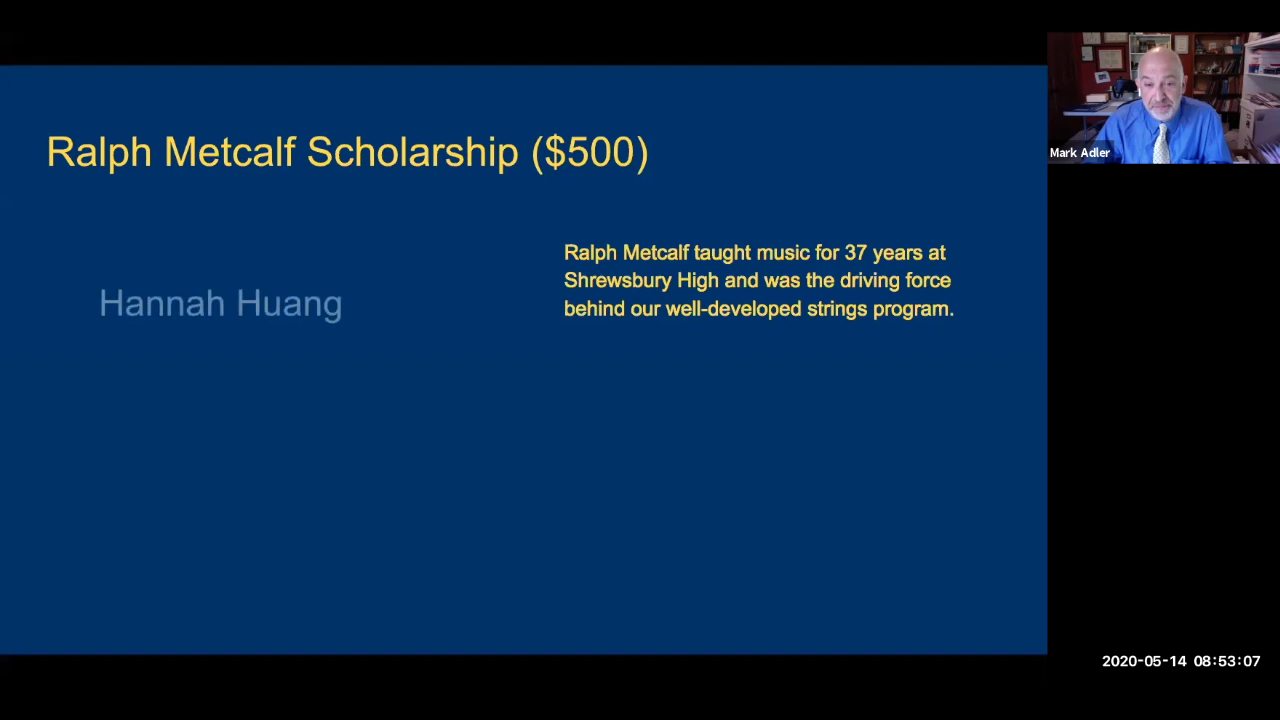 Ralph Metcalf Scholarship ($500)
Hannah Huang
Ralph Metcalf taught music for 37 years at
Shrewsbury High and was the driving force
behind our well-developed strings program.
Mark Adler
2020-05-14 08:53:07